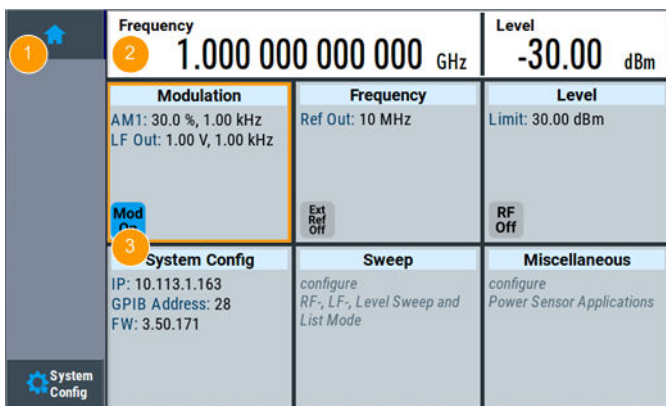 1
Frequency
2
1.000 000 000 000 GHz
Level
-30.00 dBm
Modulation
AM1: 30.0 %, 1.00 kHz
LF Out: 1.00 V, 1.00 kHz
Mod
On
3
Frequency
Ref Out: 10 MHz
Ext
Ref
Off
Level
Limit: 30.00 dBm
RF
Off
System Config
IP: 10.113.1.163
GPIB Address: 28
FW: 3.50.171
Sweep
configure
RF-, LF-, Level Sweep and
List Mode
Miscellaneous
configure
Power Sensor Applications
System
Config